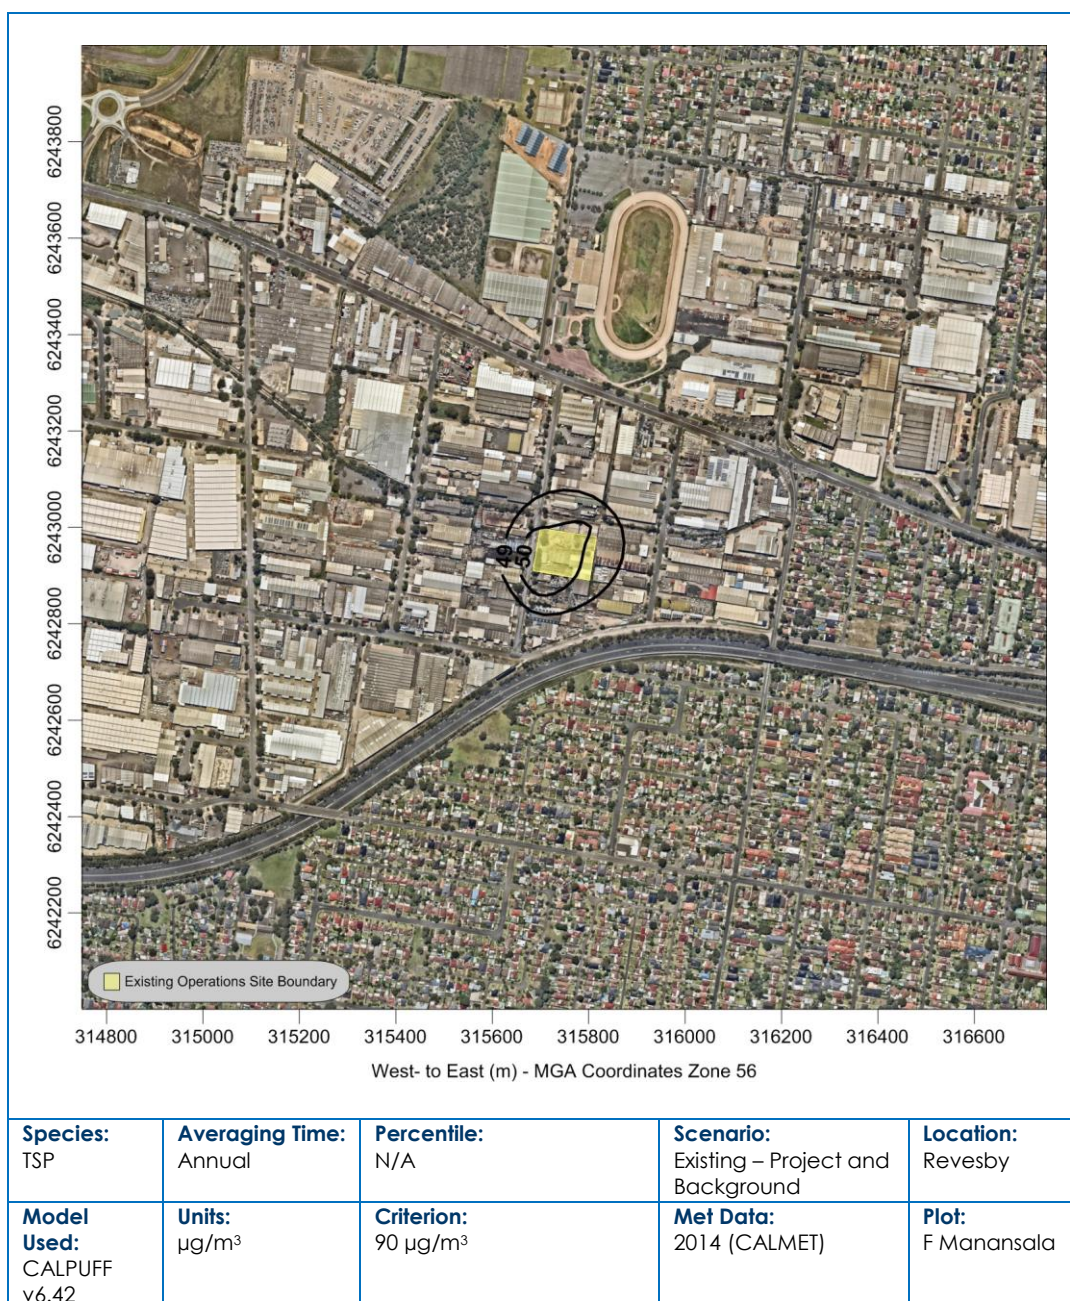 6243800
6243600
6243400
6243200
6243000
6242800
6242600
6242400
6242200
49
50
Existing Operations Site Boundary
314800 315000 315200 315400 315600 315800 316000 316200 316400 316600
West- to East (m) - MGA Coordinates Zone 56
Species:
TSP
Averaging Time:
Annual
Percentile:
N/A
Scenario:
Existing – Project and
Background
Location:
Revesby
Model
Used:
CALPUFF
v6.42
Units:
µg/m³
Criterion:
90 µg/m³
Met Data:
2014 (CALMET)
Plot:
F Manansala